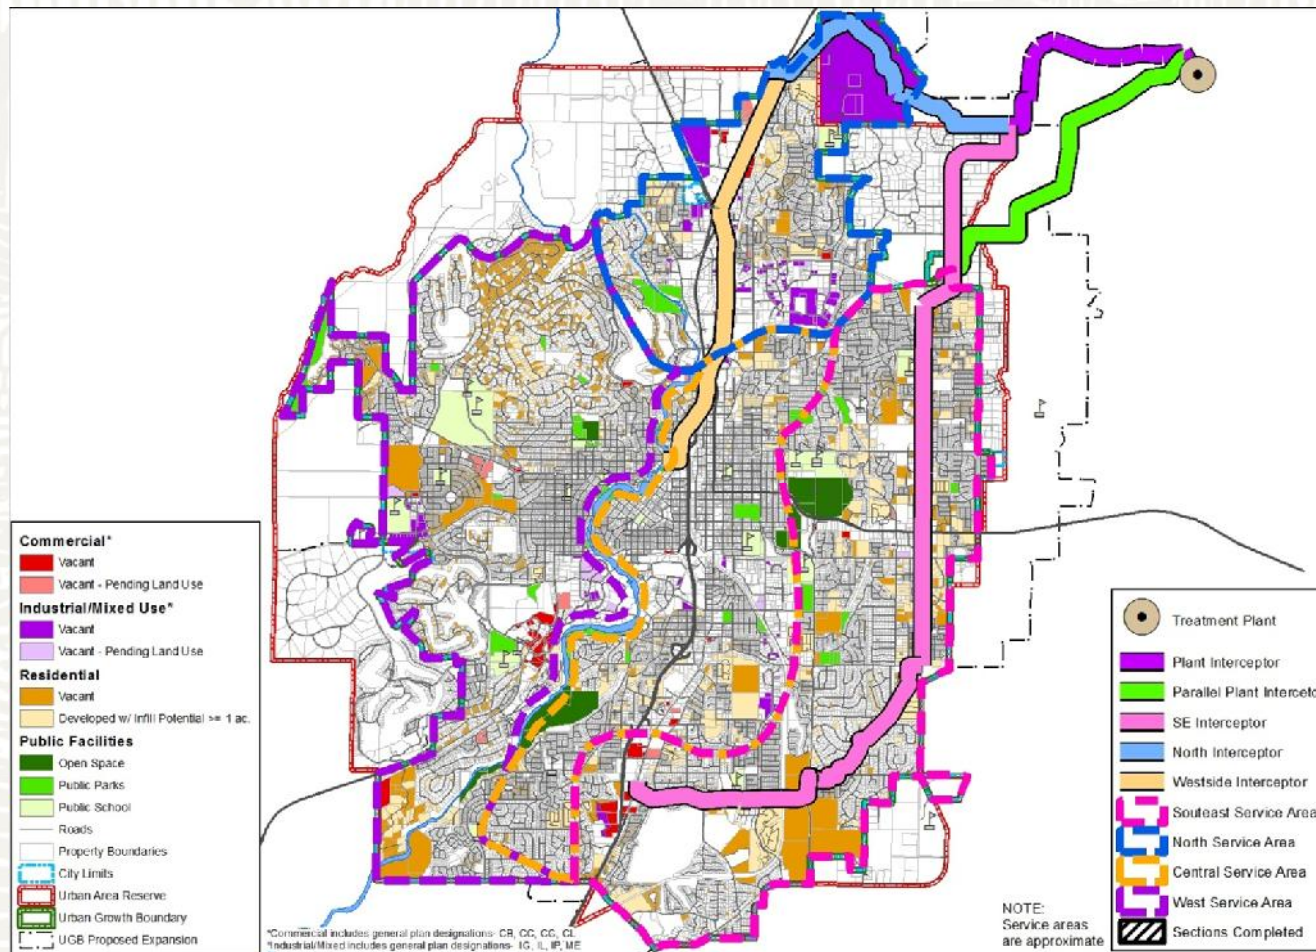 Commercial*
Vacant
Vacant - Pending Land Use
Industrial/Mixed Use*
Vacant
Vacant - Pending Land Use
Residential
Vacant
Developed w/ Infill Potential >= 1 ac.
Public Facilities
Open Space
Public Parks
Public School
Roads
Property Boundaries
City Limits
Urban Area Reserve
Urban Growth Boundary
UGB Proposed Expansion
*Commercial includes general plan designations- CB, CC, CG, CL
*Industrial/Mixed includes general plan designations- IG, IL, IP, ME
NOTE:
Service areas
are approximate
Treatment Plant
Plant Interceptor
Parallel Plant Intercepto
SE Interceptor
North Interceptor
Westside Interceptor
Souteast Service Area
North Service Area
Central Service Area
West Service Area
Sections Completed